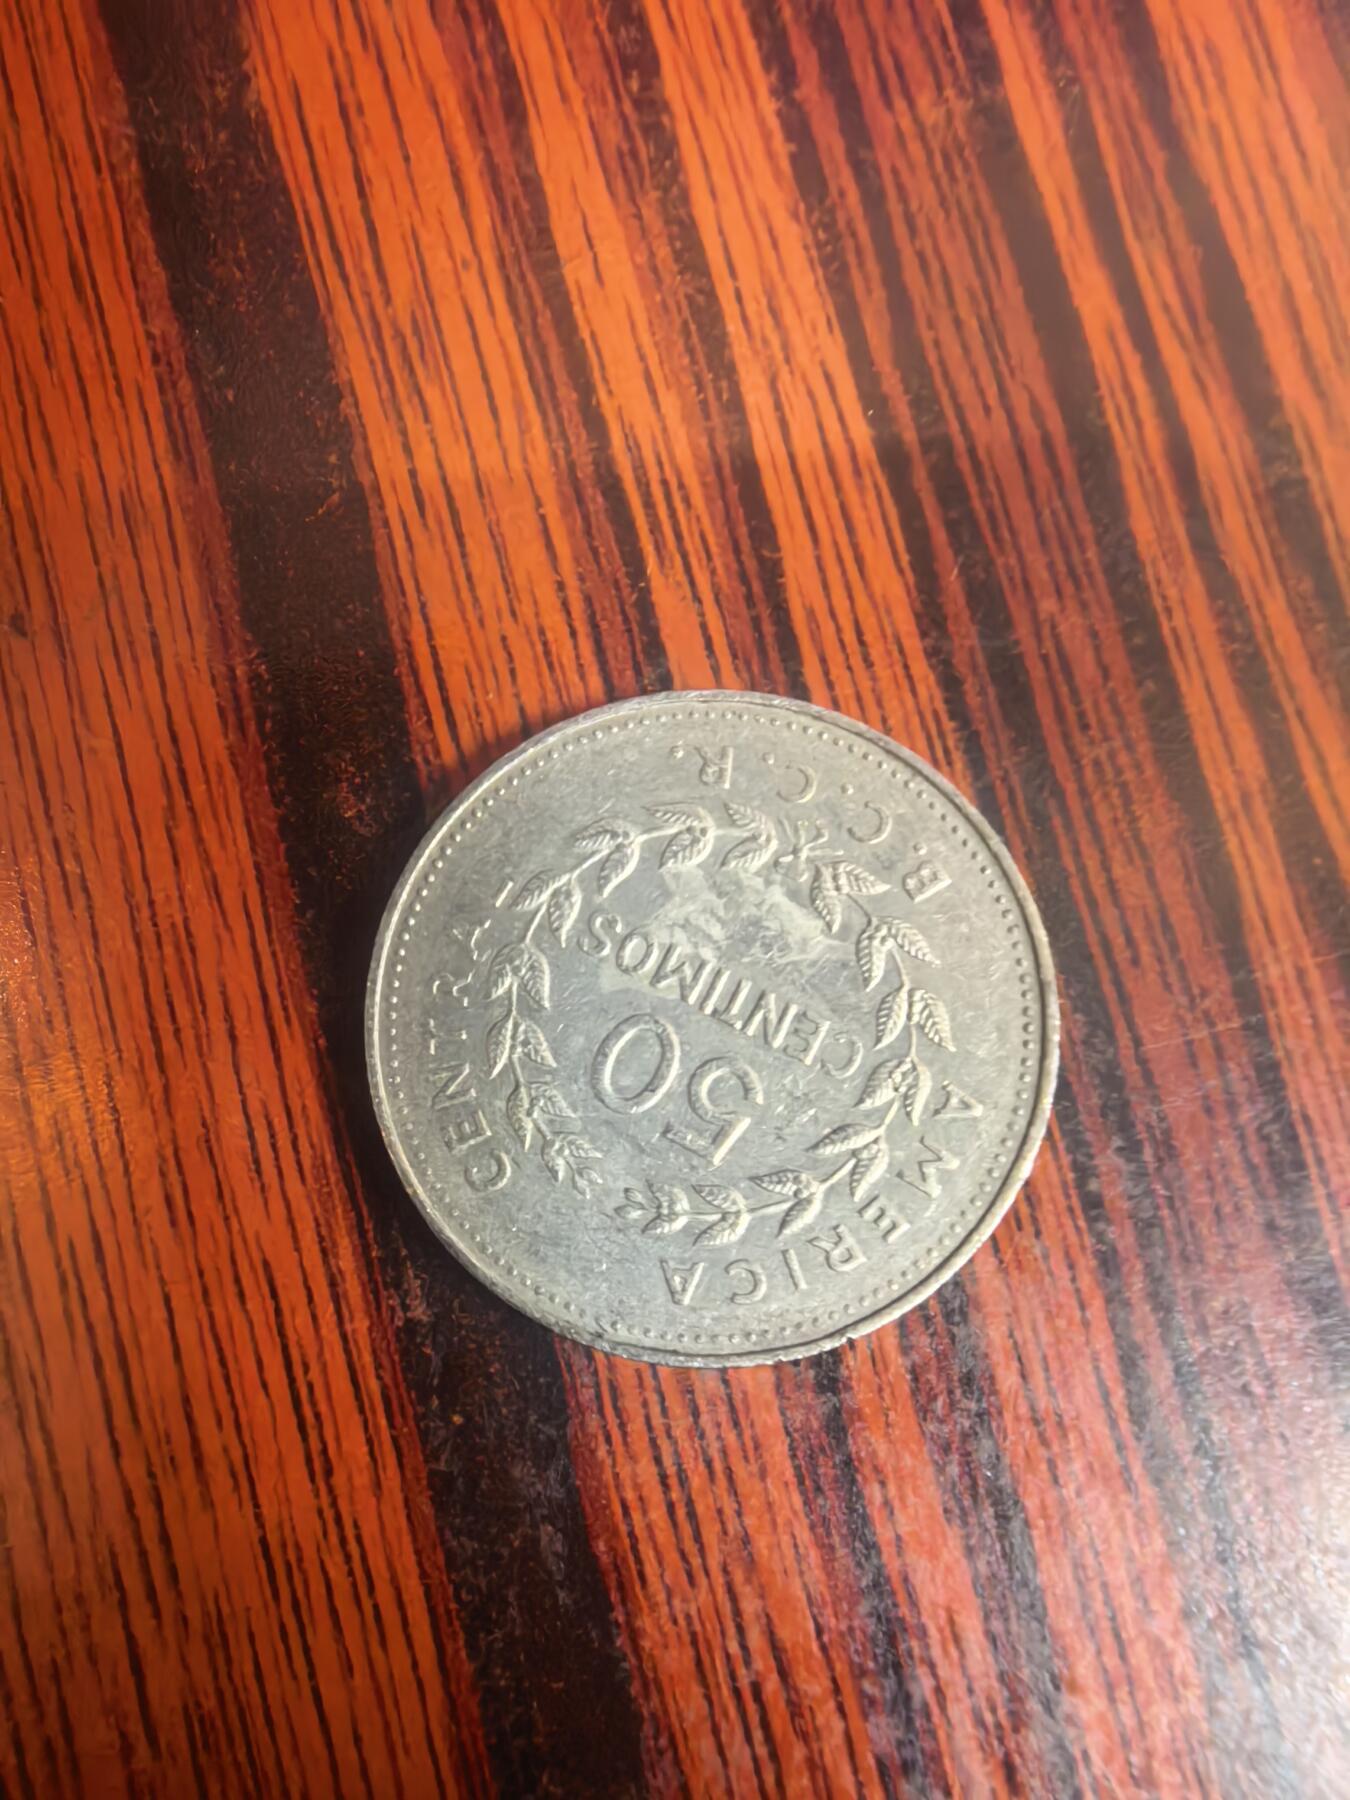 AMERICA CENTRAL
50
CENTIMOS
B.C.C.R.